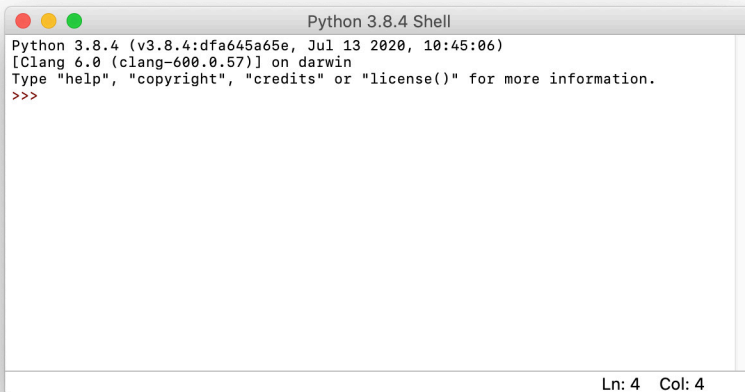 Python 3.8.4 Shell
Python 3.8.4 (v3.8.4:dfa645a65e, Jul 13 2020, 10:45:06)
[Clang 6.0 (clang-600.0.57)] on darwin
Type "help", "copyright", "credits" or "license()" for more information.
>>>
Ln: 4 Col: 4